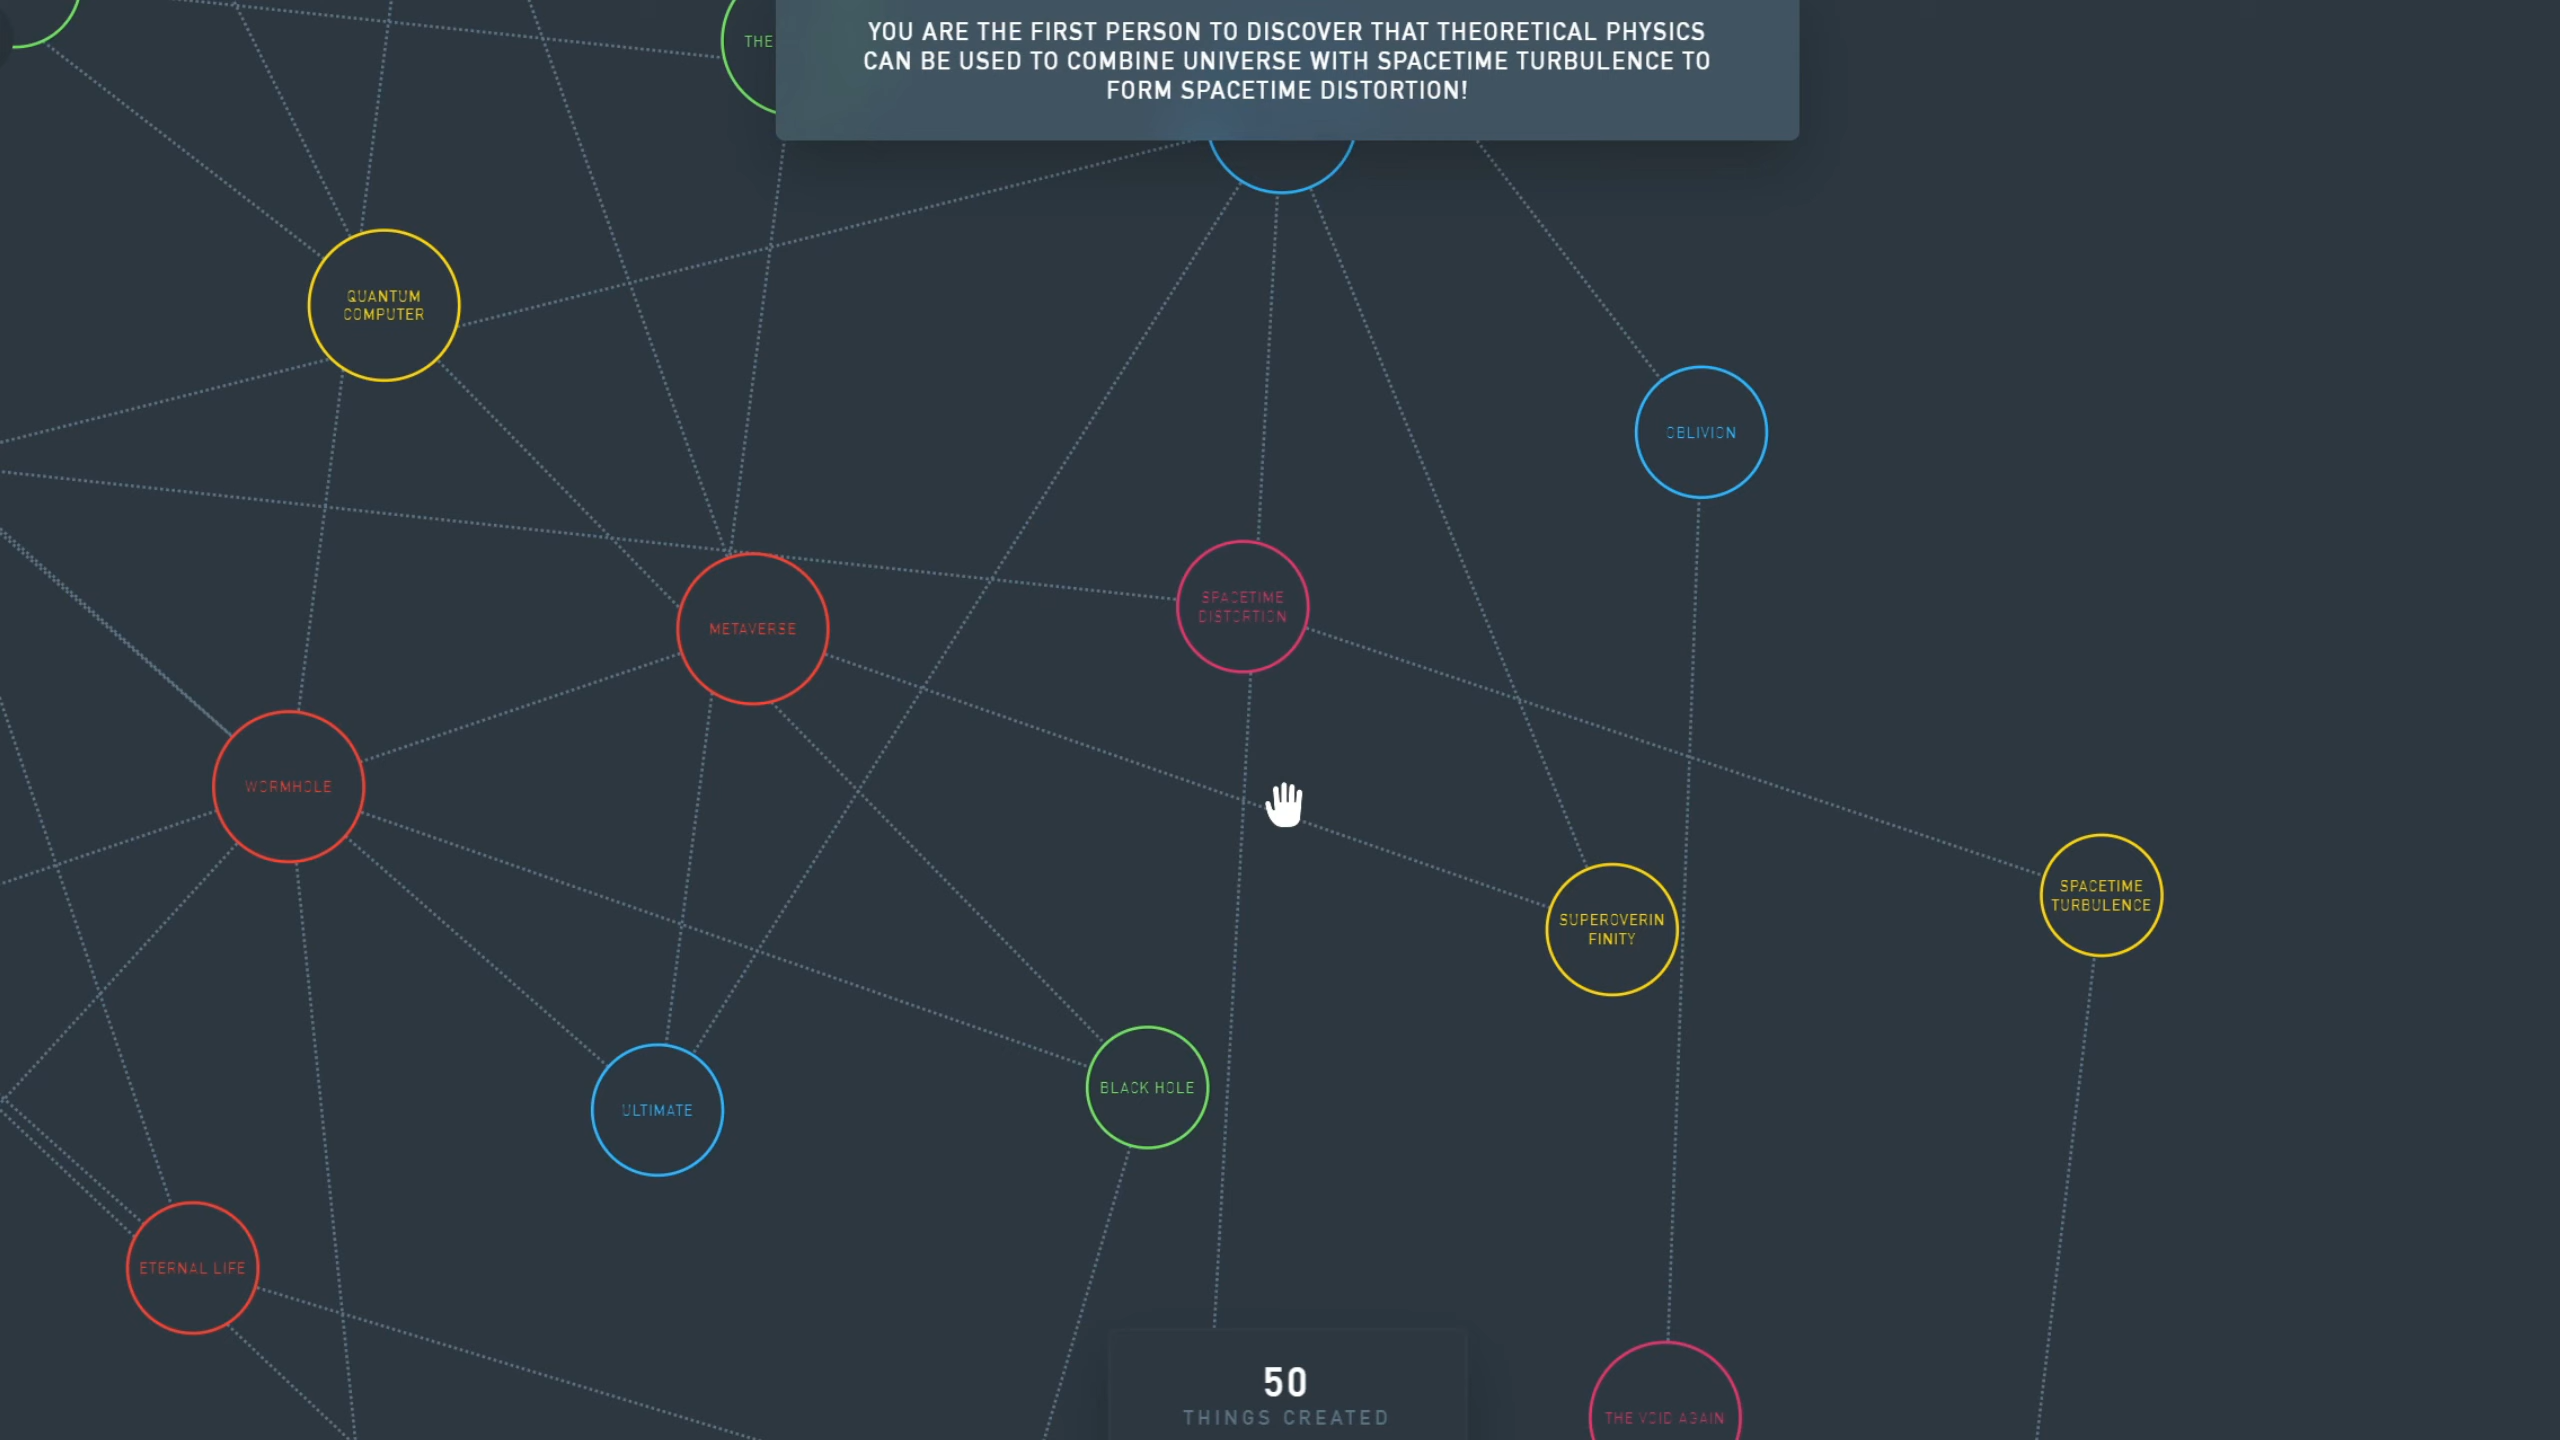 YOU ARE THE FIRST PERSON TO DISCOVER THAT THEORETICAL PHYSICS
CAN BE USED TO COMBINE UNIVERSE WITH SPACETIME TURBULENCE TO
FORM SPACETIME DISTORTION!
THE
QUANTUM
COMPUTER
OBLIVION
SPACETIME
DISTORTION
METAVERSE
WORMHOLE
SPACETIME
TURBULENCE
SUPEROVERIN
FINITY
BLACK HOLE
ULTIMATE
ETERNAL LIFE
50
THINGS CREATED
THE VOID AGAIN